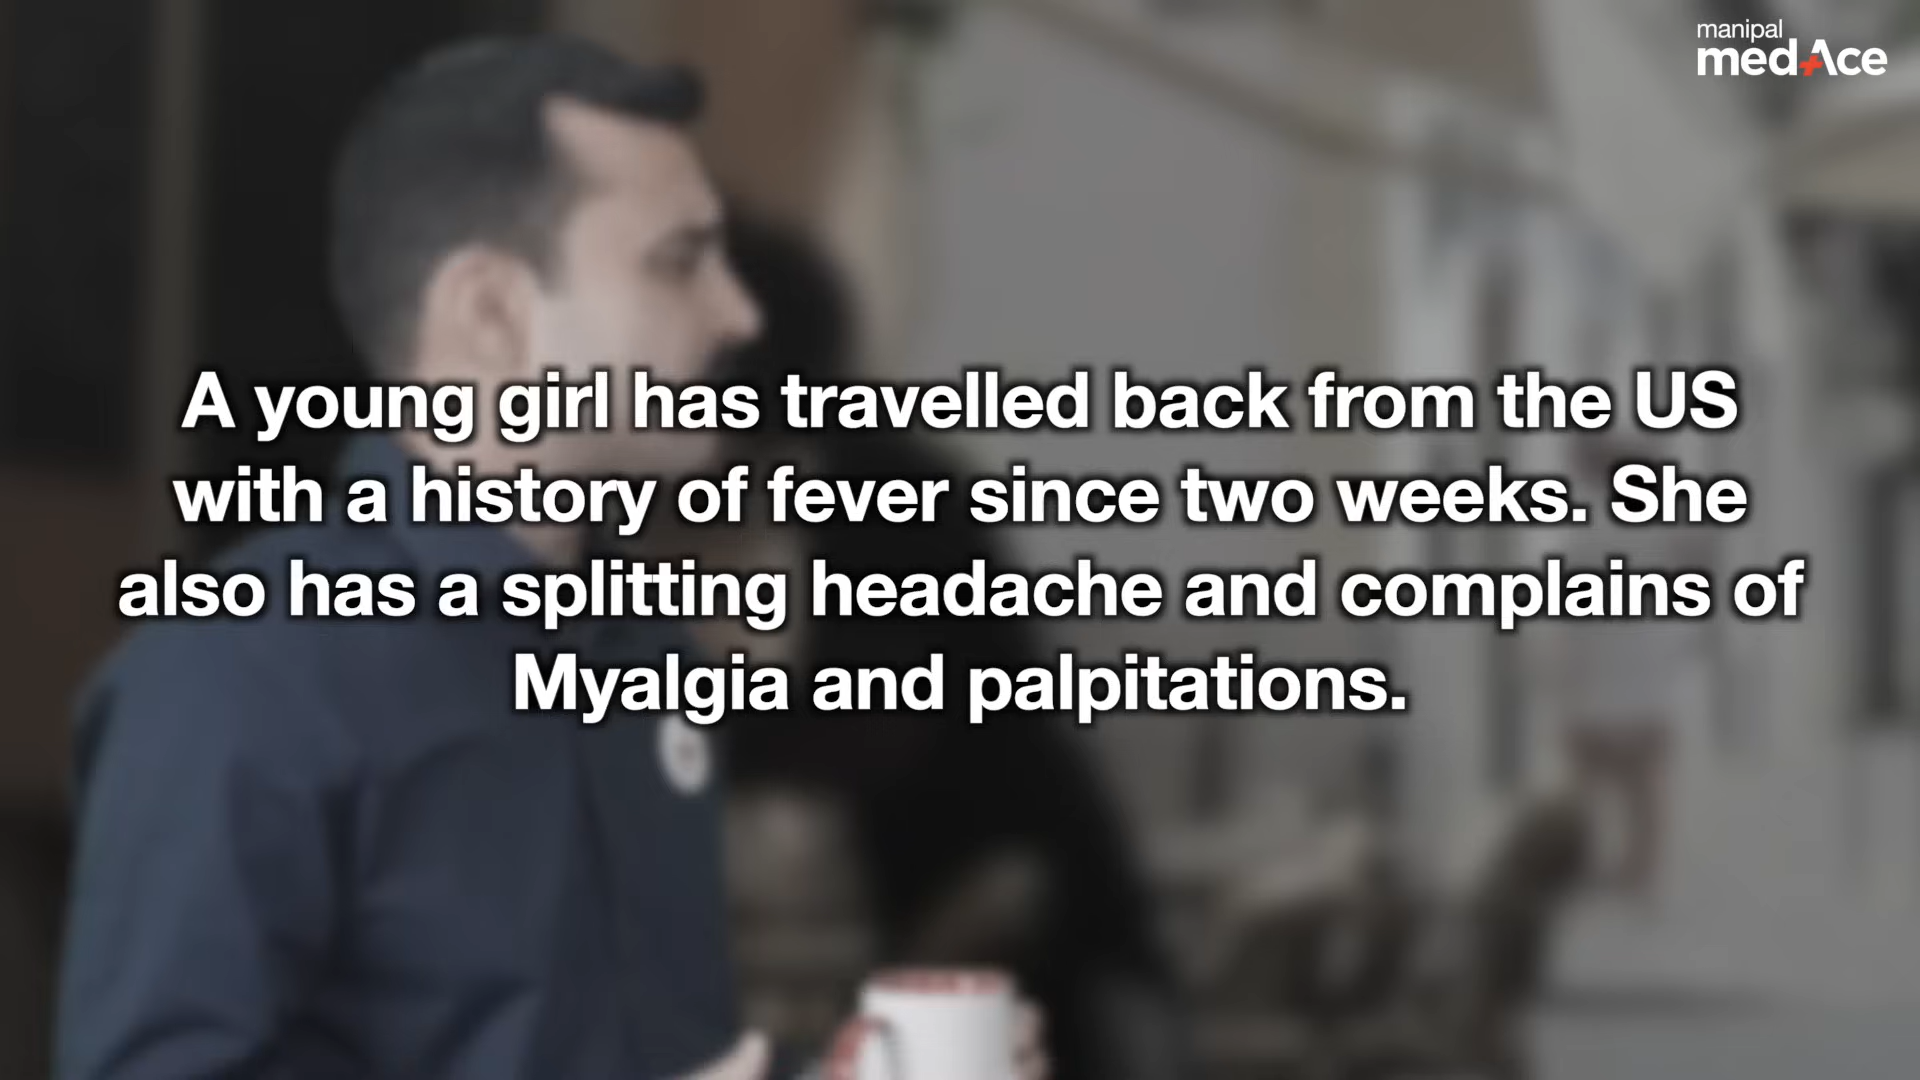 manipal
medAce
A young girl has travelled back from the US
with a history of fever since two weeks. She
also has a splitting headache and complains of
Myalgia and palpitations.